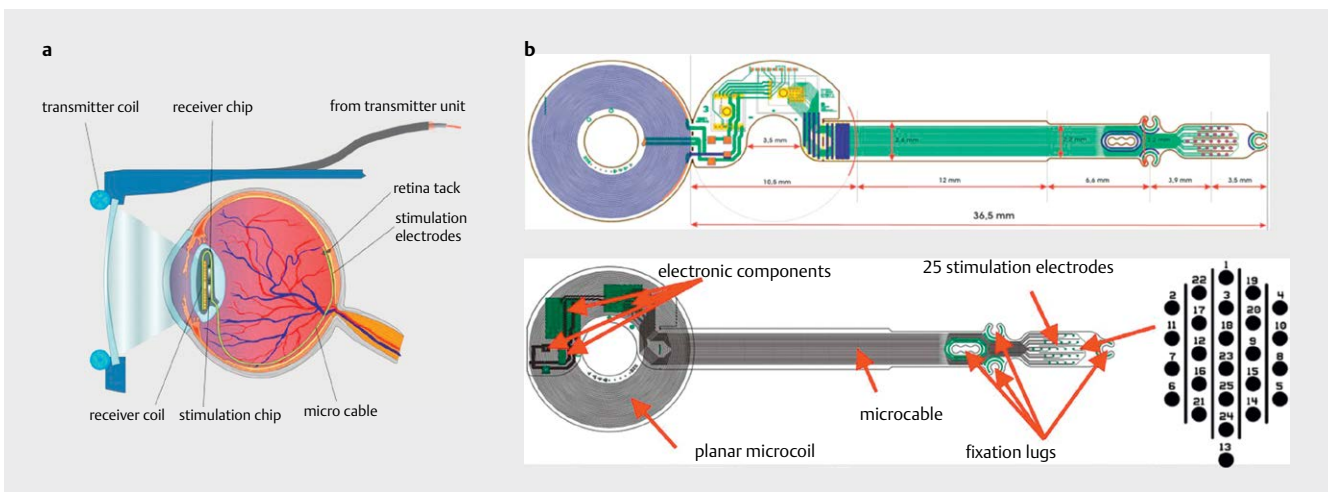 a
transmitter coil
receiver chip
from transmitter unit
retina tack
stimulation
electrodes
receiver coil
stimulation chip
micro cable
b
3,5 mm
10,5 mm
12 mm
6,6 mm
3,9 mm
3,5 mm
36,5 mm
electronic components
25 stimulation electrodes
planar microcoil
microcable
fixation lugs
1
22
19
2
3
4
17
20
11
18
10
12
9
7
23
8
16
15
6
25
5
21
14
24
13